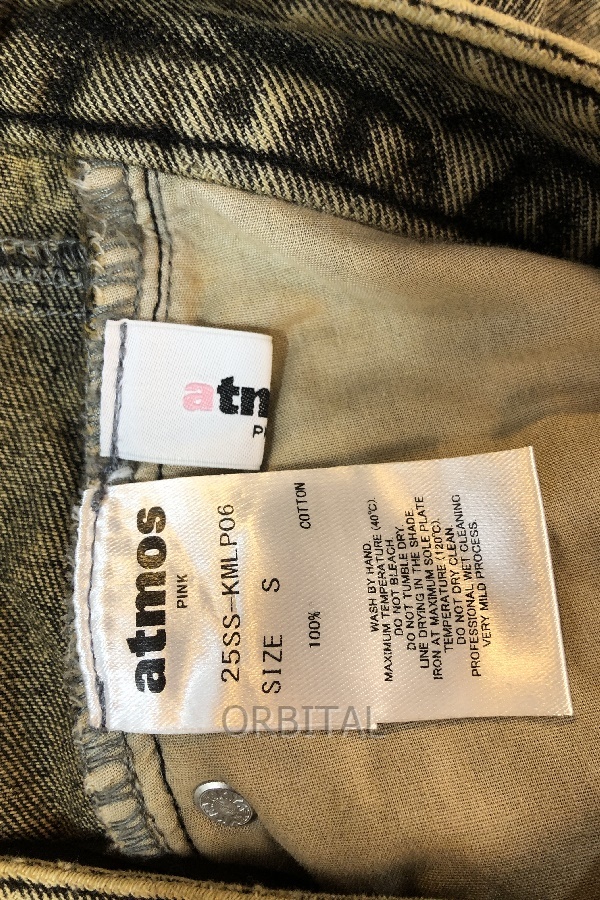 atm
P
atmos
PINK
25SS-KMLP06
SIZE S
100% COTTON
WASH BY HAND
MAXIMUM TEMPERATURE (40℃).
DO NOT BLEACH.
DO NOT TUMBLE DRY.
LINE DRYING IN THE SHADE.
IRON AT MAXIMUM SOLE PLATE
TEMPERATURE (120℃).
DO NOT DRY CLEAN.
PROFESSIONAL WET CLEANING
VERY MILD PROCESS.
ORBITAL